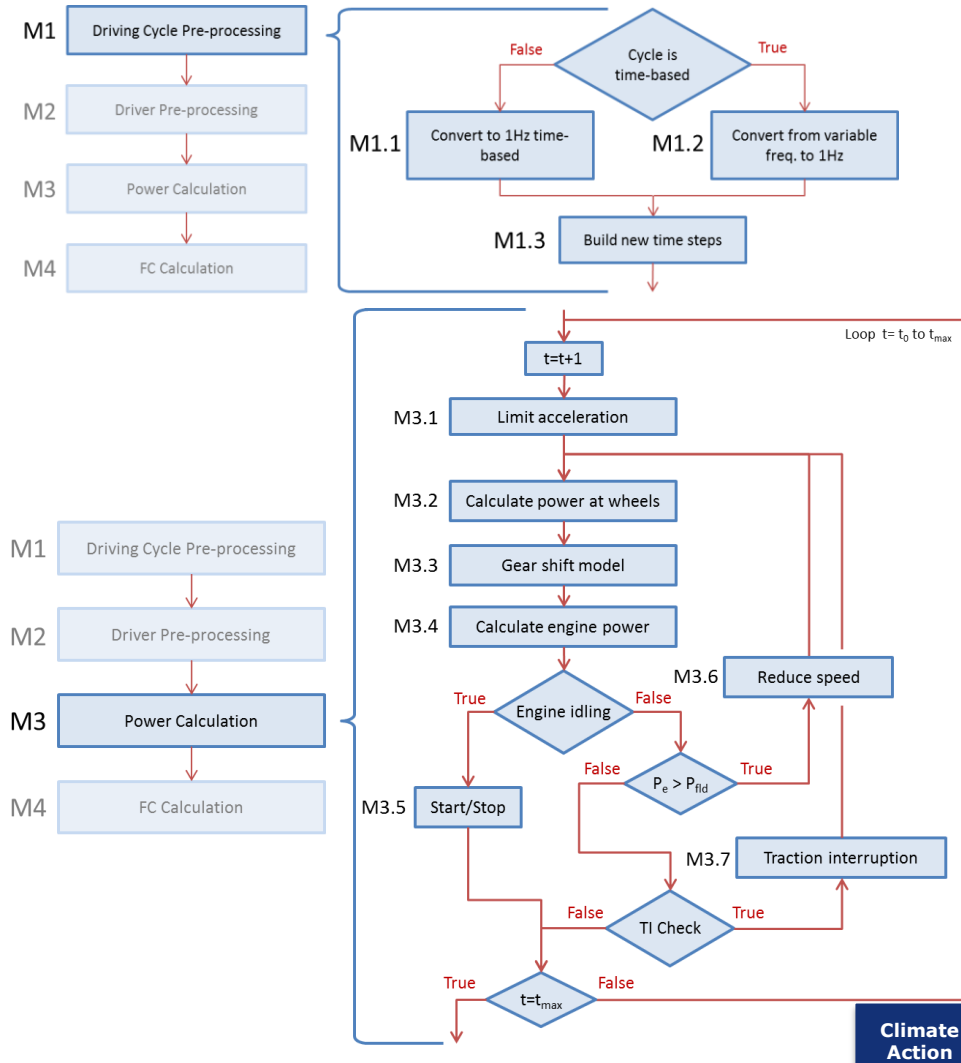 M1
Driving Cycle Pre-processing
M2
Driver Pre-processing
M3
Power Calculation
M4
FC Calculation
Cycle is
time-based
False
True
M1.1
Convert to 1Hz time-
based
M1.2
Convert from variable
freq. to 1Hz
M1.3
Build new time steps
Loop t= t0 to tmax
t=t+1
M3.1
Limit acceleration
M3.2
Calculate power at wheels
M3.3
Gear shift model
M3.4
Calculate engine power
Engine idling
True
False
M3.5
Start/Stop
Pe > Pfld
False
True
M3.6
Reduce speed
M3.7
Traction interruption
TI Check
False
True
t=tmax
True
False
M1
Driving Cycle Pre-processing
M2
Driver Pre-processing
M3
Power Calculation
M4
FC Calculation
Climate
Action